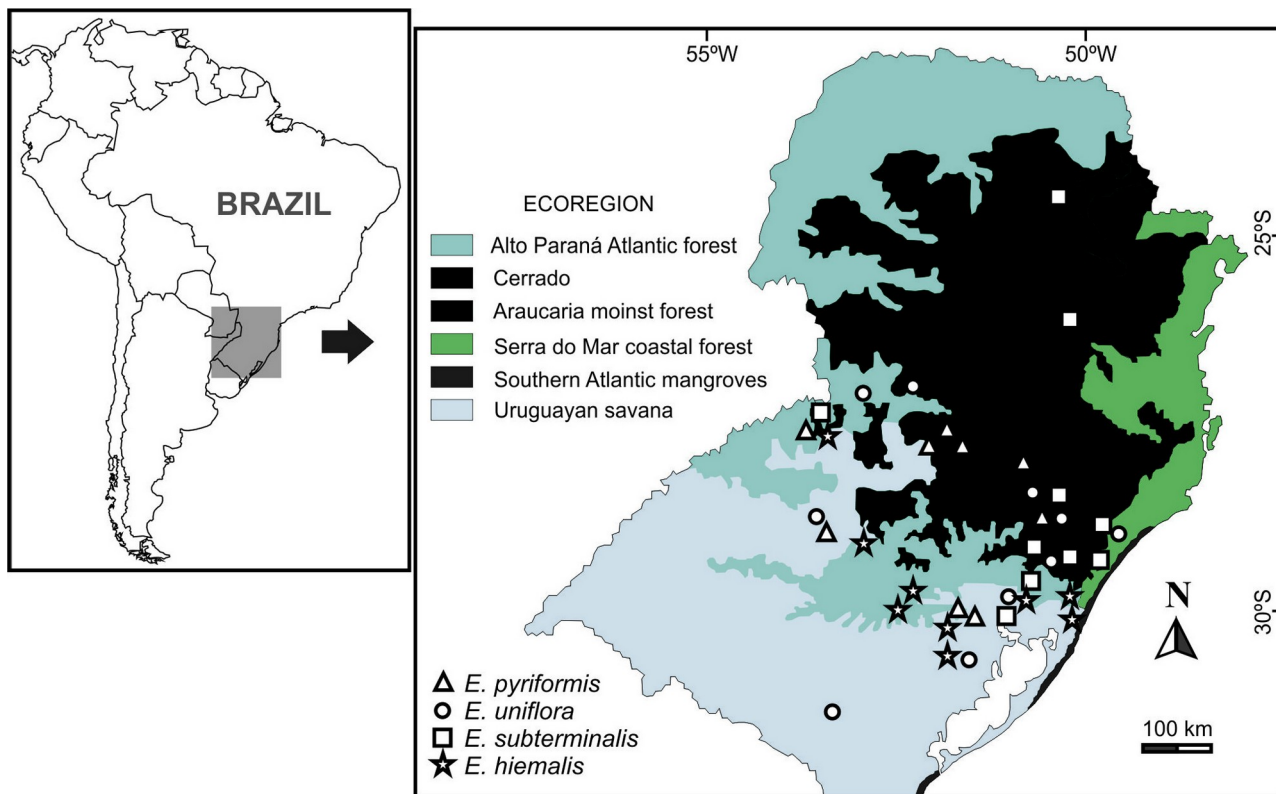 BRAZIL
55ºW
50ºW
25ºS
30ºS
ECOREGION
Alto Paraná Atlantic forest
Cerrado
Araucaria moinst forest
Serra do Mar coastal forest
Southern Atlantic mangroves
Uruguayan savana
E. pyriformis
E. uniflora
E. subterminalis
E. hiemalis
N
100 km